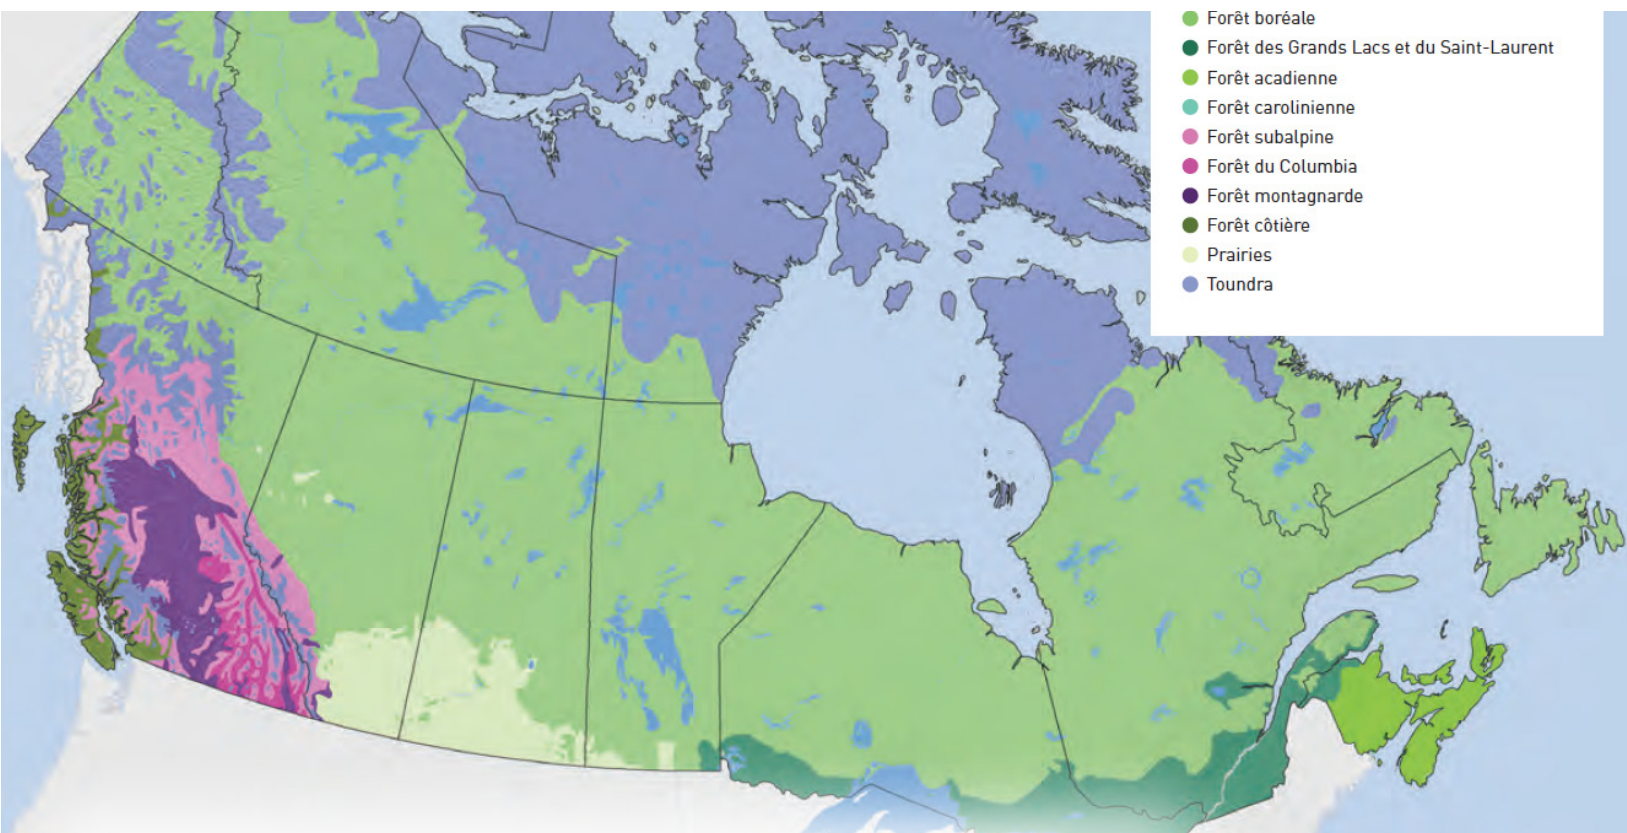 Forêt boréale
Forêt des Grands Lacs et du Saint-Laurent
Forêt acadienne
Forêt carolinienne
Forêt subalpine
Forêt du Columbia
Forêt montagnarde
Forêt côtière
Prairies
Toundra